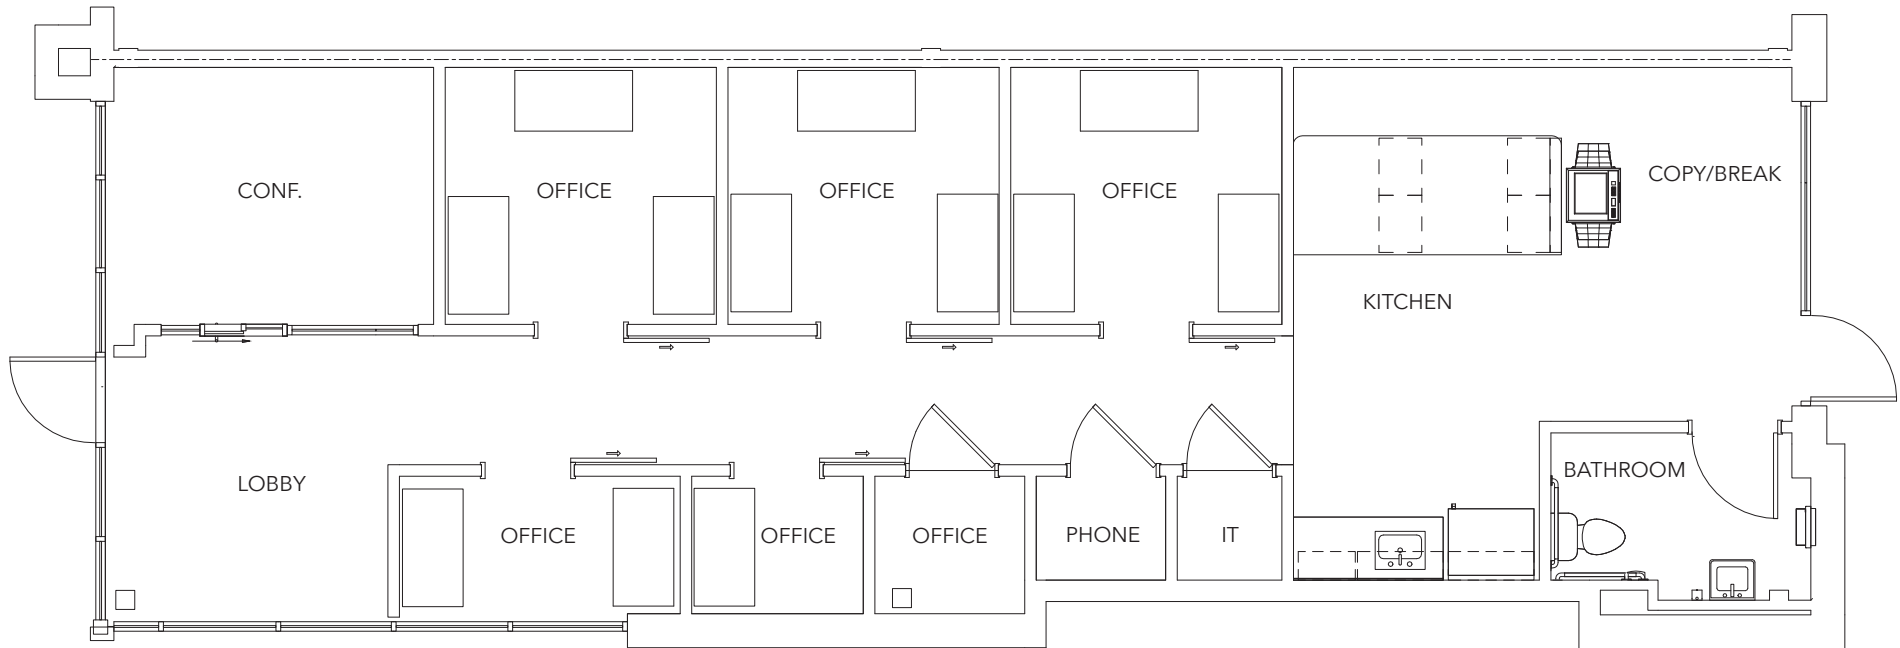 COPY/BREAK
CONF.
OFFICE
OFFICE
OFFICE
KITCHEN
BATHROOM
LOBBY
OFFICE
OFFICE
OFFICE
PHONE
IT